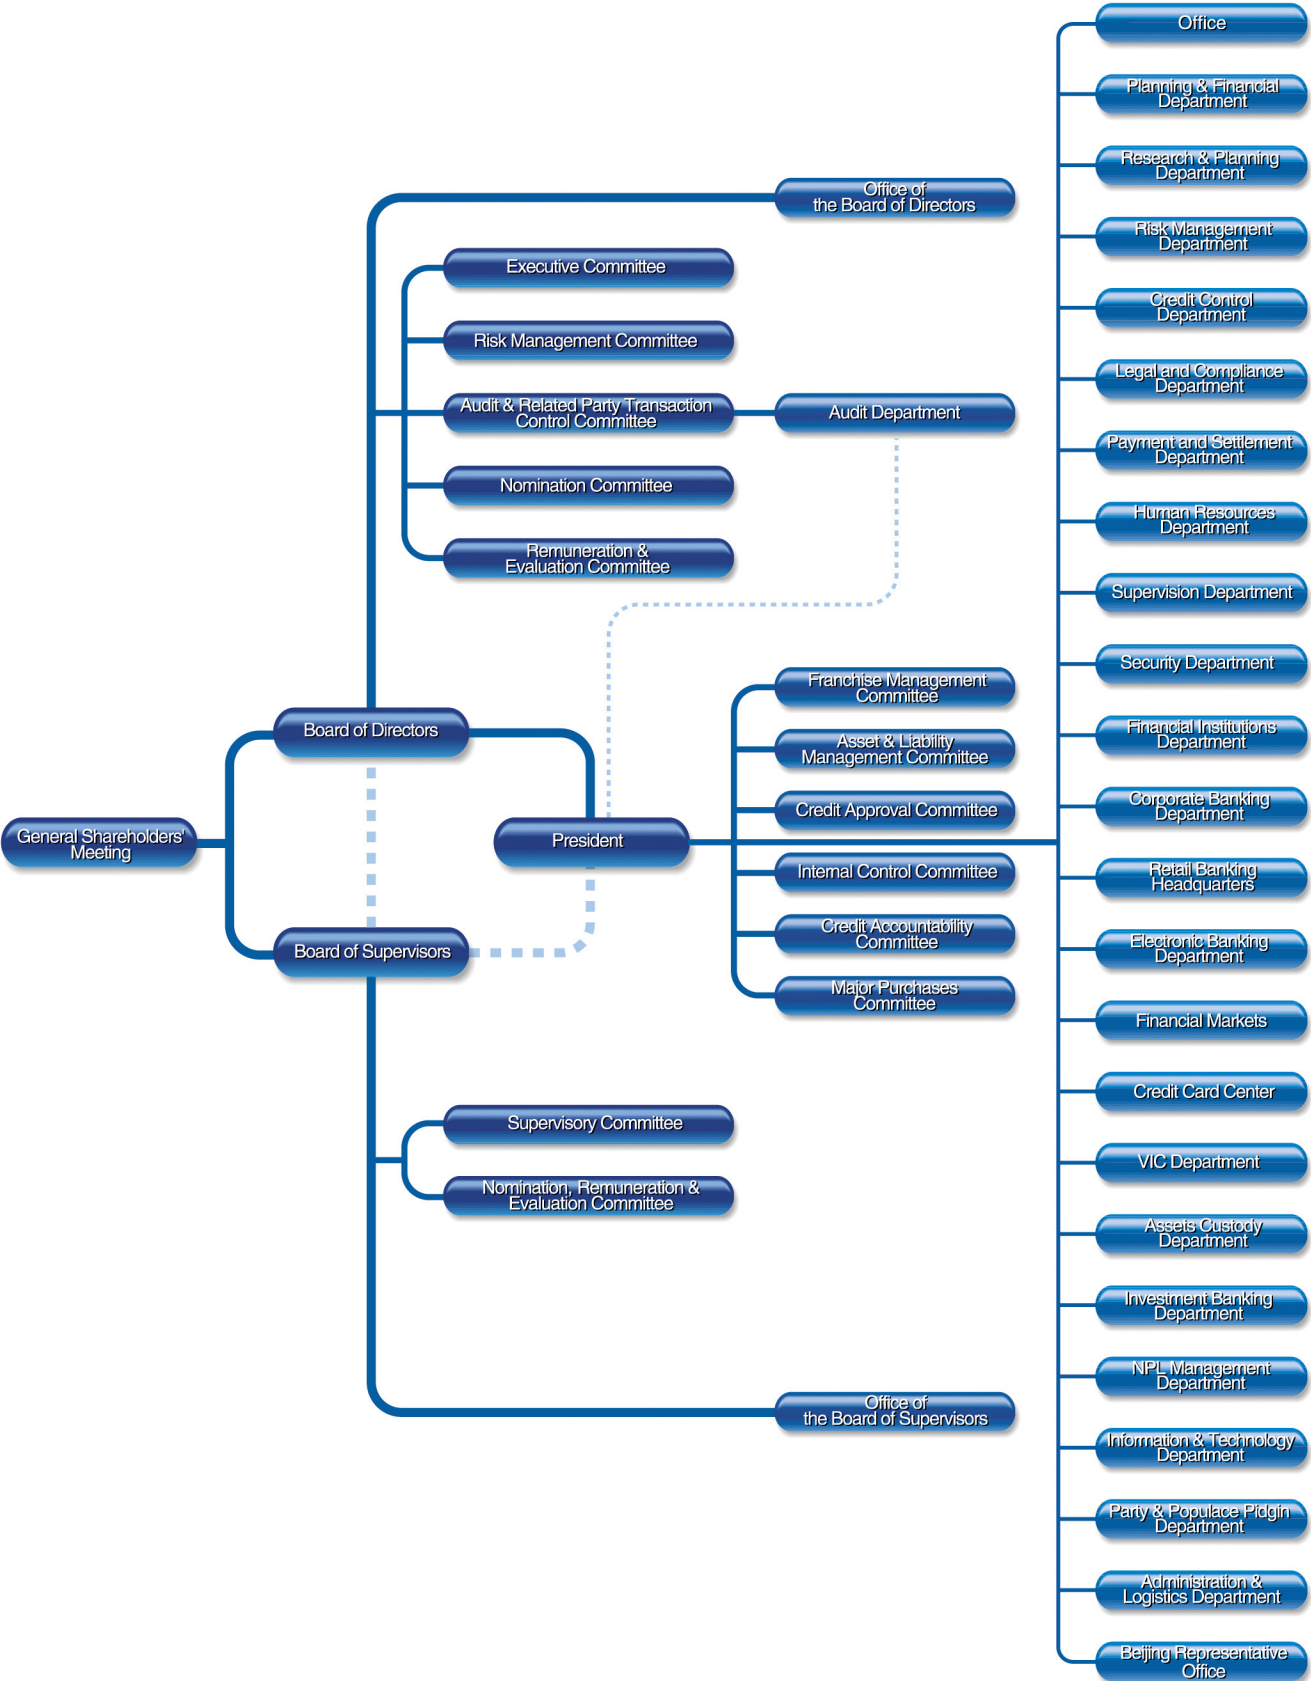 General Shareholders'
Meeting
Board of Directors
Board of Supervisors
President
Office of
the Board of Directors
Executive Committee
Risk Management Committee
Audit & Related Party Transaction
Control Committee
Audit Department
Nomination Committee
Remuneration &
Evaluation Committee
Franchise Management
Committee
Asset & Liability
Management Committee
Credit Approval Committee
Internal Control Committee
Credit Accountability
Committee
Major Purchases
Committee
Supervisory Committee
Nomination, Remuneration &
Evaluation Committee
Office of
the Board of Supervisors
Office
Planning & Financial
Department
Research & Planning
Department
Risk Management
Department
Credit Control
Department
Legal and Compliance
Department
Payment and Settlement
Department
Human Resources
Department
Supervision Department
Security Department
Financial Institutions
Department
Corporate Banking
Department
Retail Banking
Headquarters
Electronic Banking
Department
Financial Markets
Credit Card Center
VIC Department
Assets Custody
Department
Investment Banking
Department
NPL Management
Department
Information & Technology
Department
Party & Populace Pidgin
Department
Administration &
Logistics Department
Beijing Representative
Office